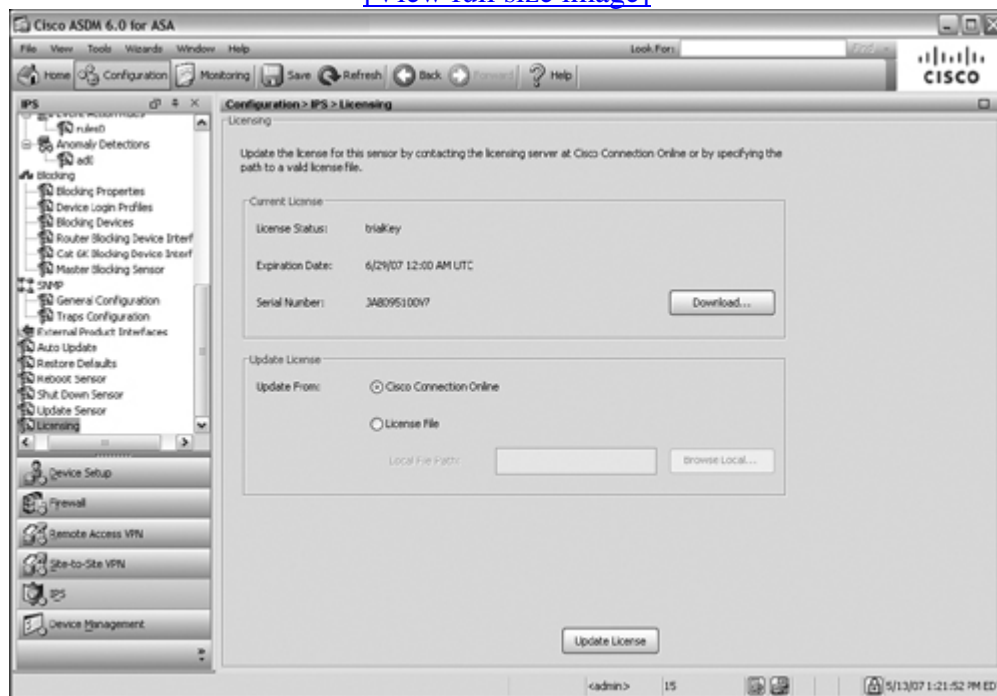 [View full size image]
Cisco ASDM 6.0 for ASA
File View Tools Wizards Window Help
Look For:
Find
Home Configuration Monitoring Save Refresh Back Forward Help
CISCO
IPS
Configuration > IPS > Licensing
rules0
Anomaly Detections
ad0
Blocking
Blocking Properties
Device Login Profiles
Blocking Devices
Router Blocking Device Interf
Cat 6K Blocking Device Interf
Master Blocking Sensor
SNMP
General Configuration
Traps Configuration
External Product Interfaces
Auto Update
Restore Defaults
Reboot Sensor
Shut Down Sensor
Update Sensor
Licensing
Device Setup
Firewall
Remote Access VPN
Site-to-Site VPN
IPS
Device Management
Licensing
Update the license for this sensor by contacting the licensing server at Cisco Connection Online or by specifying the
path to a valid license file.
Current License
License Status: trialKey
Expiration Date: 6/29/07 12:00 AM UTC
Serial Number: JAB095100V7
Download...
Update License
Update From: Cisco Connection Online
License File
Local File Path:
Browse Local...
Update License
<admin> 15
5/13/07 1:21:52 PM ED